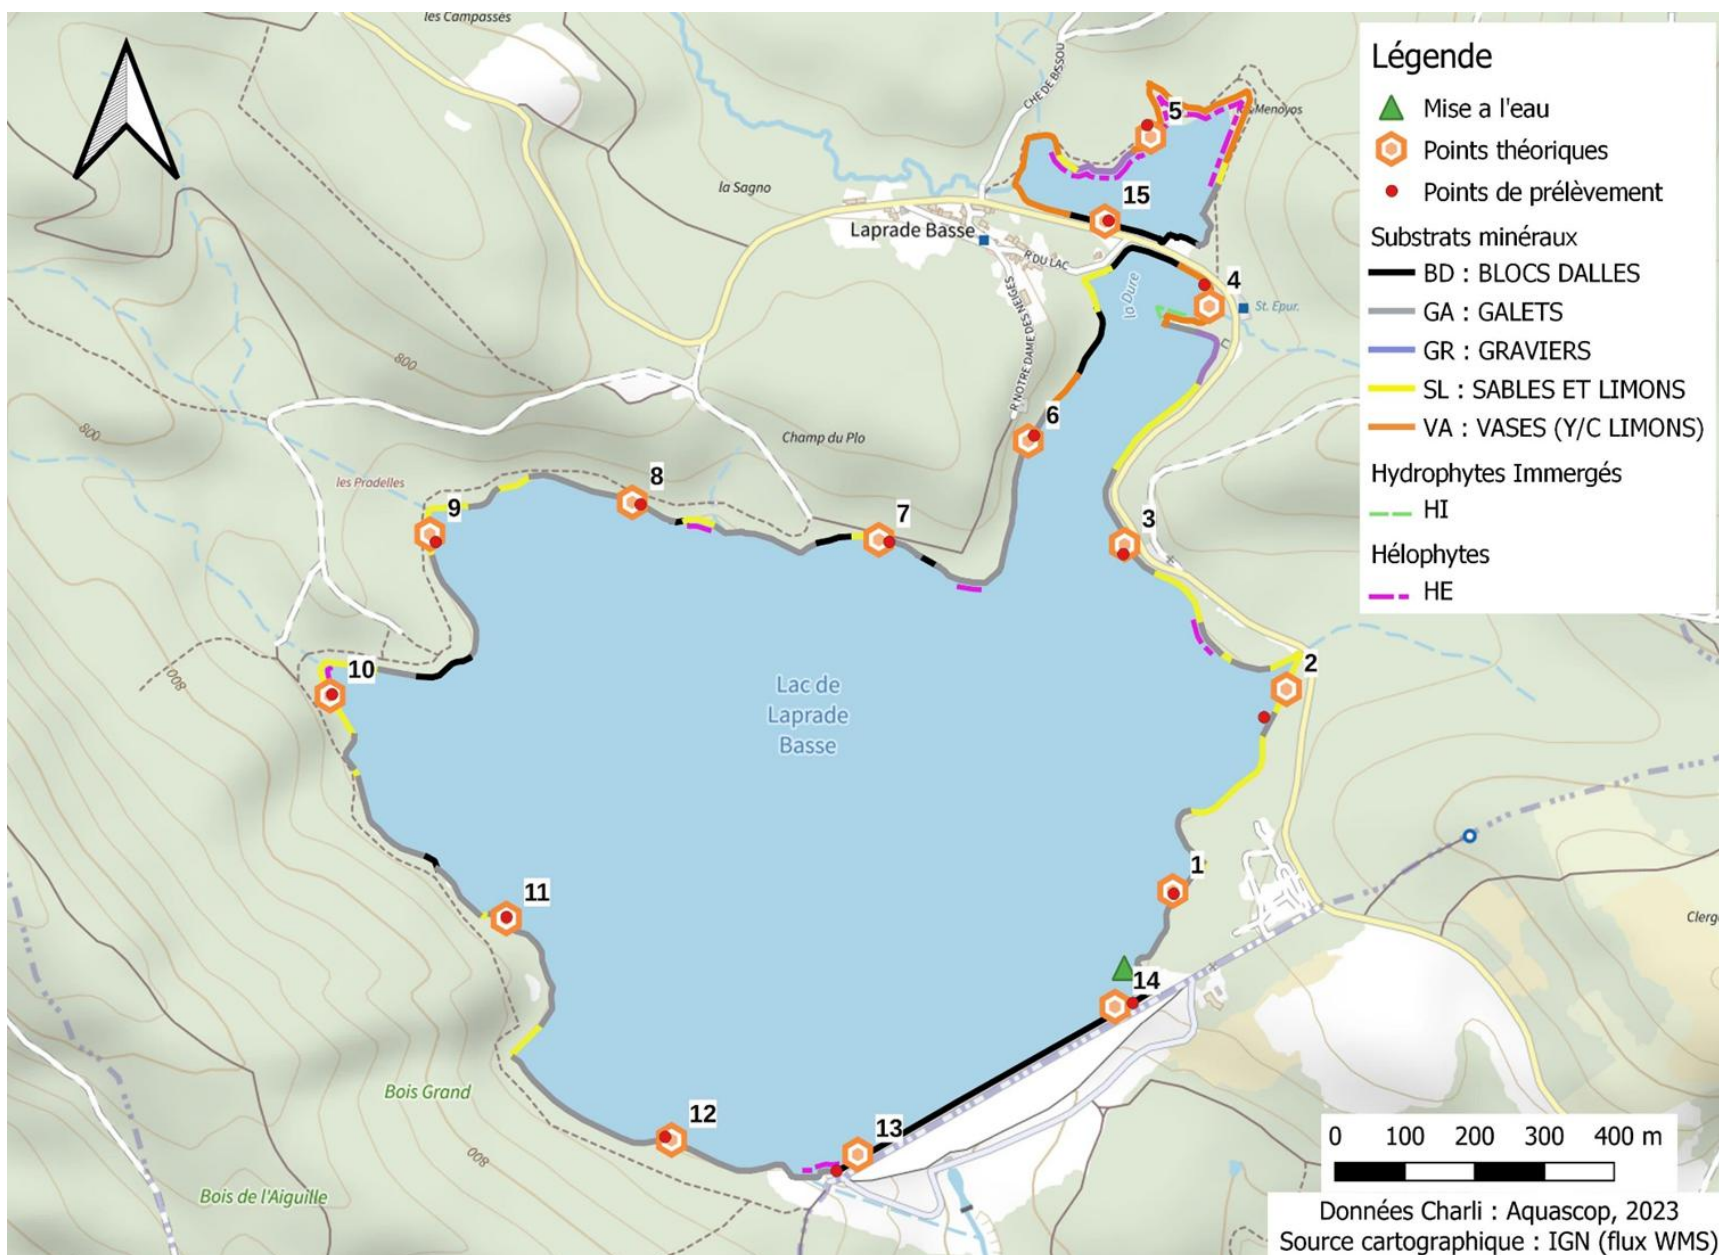 les Campassés
CHE DE BISSOU
Menoyos
5
la Sagno
15
Laprade Basse
R DU LAC
la Dure
4
St. Epur.
R NOTRE DAME DES NEIGES
800
800
6
Champ du Plo
les Pradelles
8
9
7
3
2
10
800
Lac de
Laprade
Basse
1
11
Clerg
14
Bois Grand
12
13
800
Bois de l'Aiguille
Légende
Mise a l'eau
Points théoriques
Points de prélèvement
Substrats minéraux
BD : BLOCS DALLES
GA : GALETS
GR : GRAVIERS
SL : SABLES ET LIMONS
VA : VASES (Y/C LIMONS)
Hydrophytes Immergés
HI
Hélophytes
HE
0 100 200 300 400 m
Données Charli : Aquascop, 2023
Source cartographique : IGN (flux WMS)